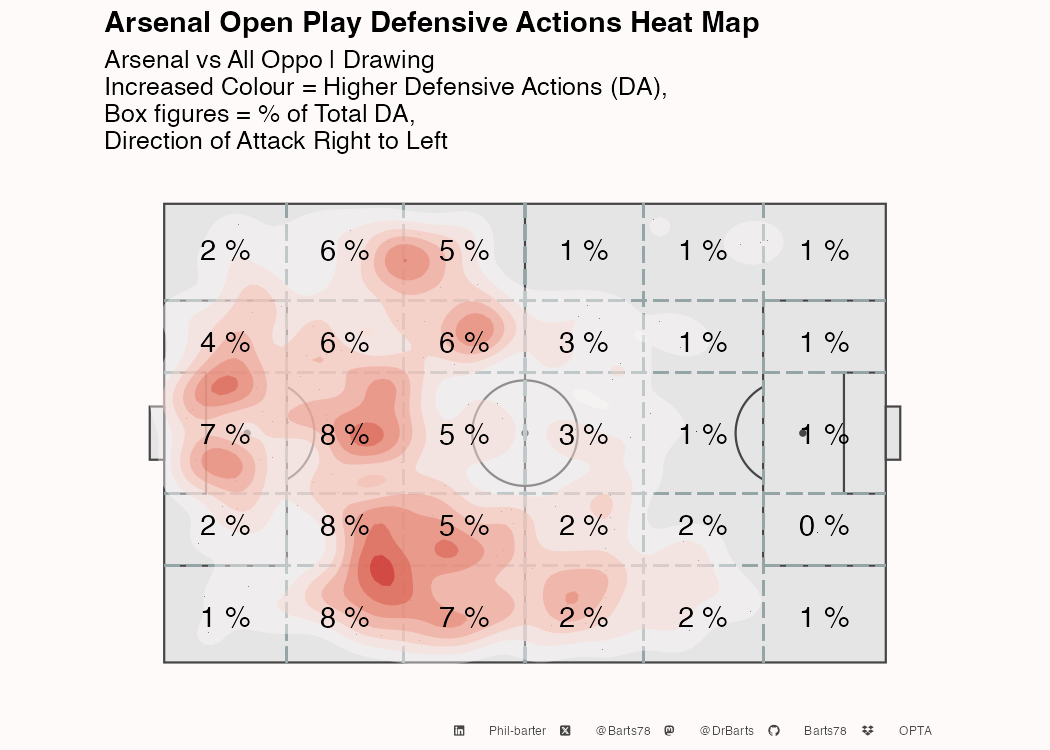 Arsenal Open Play Defensive Actions Heat Map
Arsenal vs All Oppo | Drawing
Increased Colour = Higher Defensive Actions (DA),
Box figures = % of Total DA,
Direction of Attack Right to Left
2 % 6 % 5 % 1 % 1 % 1 %
4 % 6 % 6 % 3 % 1 % 1 %
7 % 8 % 5 % 3 % 1 % 1 %
2 % 8 % 5 % 2 % 2 % 0 %
1 % 8 % 7 % 2 % 2 % 1 %
Phil-barter @Barts78 @DrBarts Barts78 OPTA